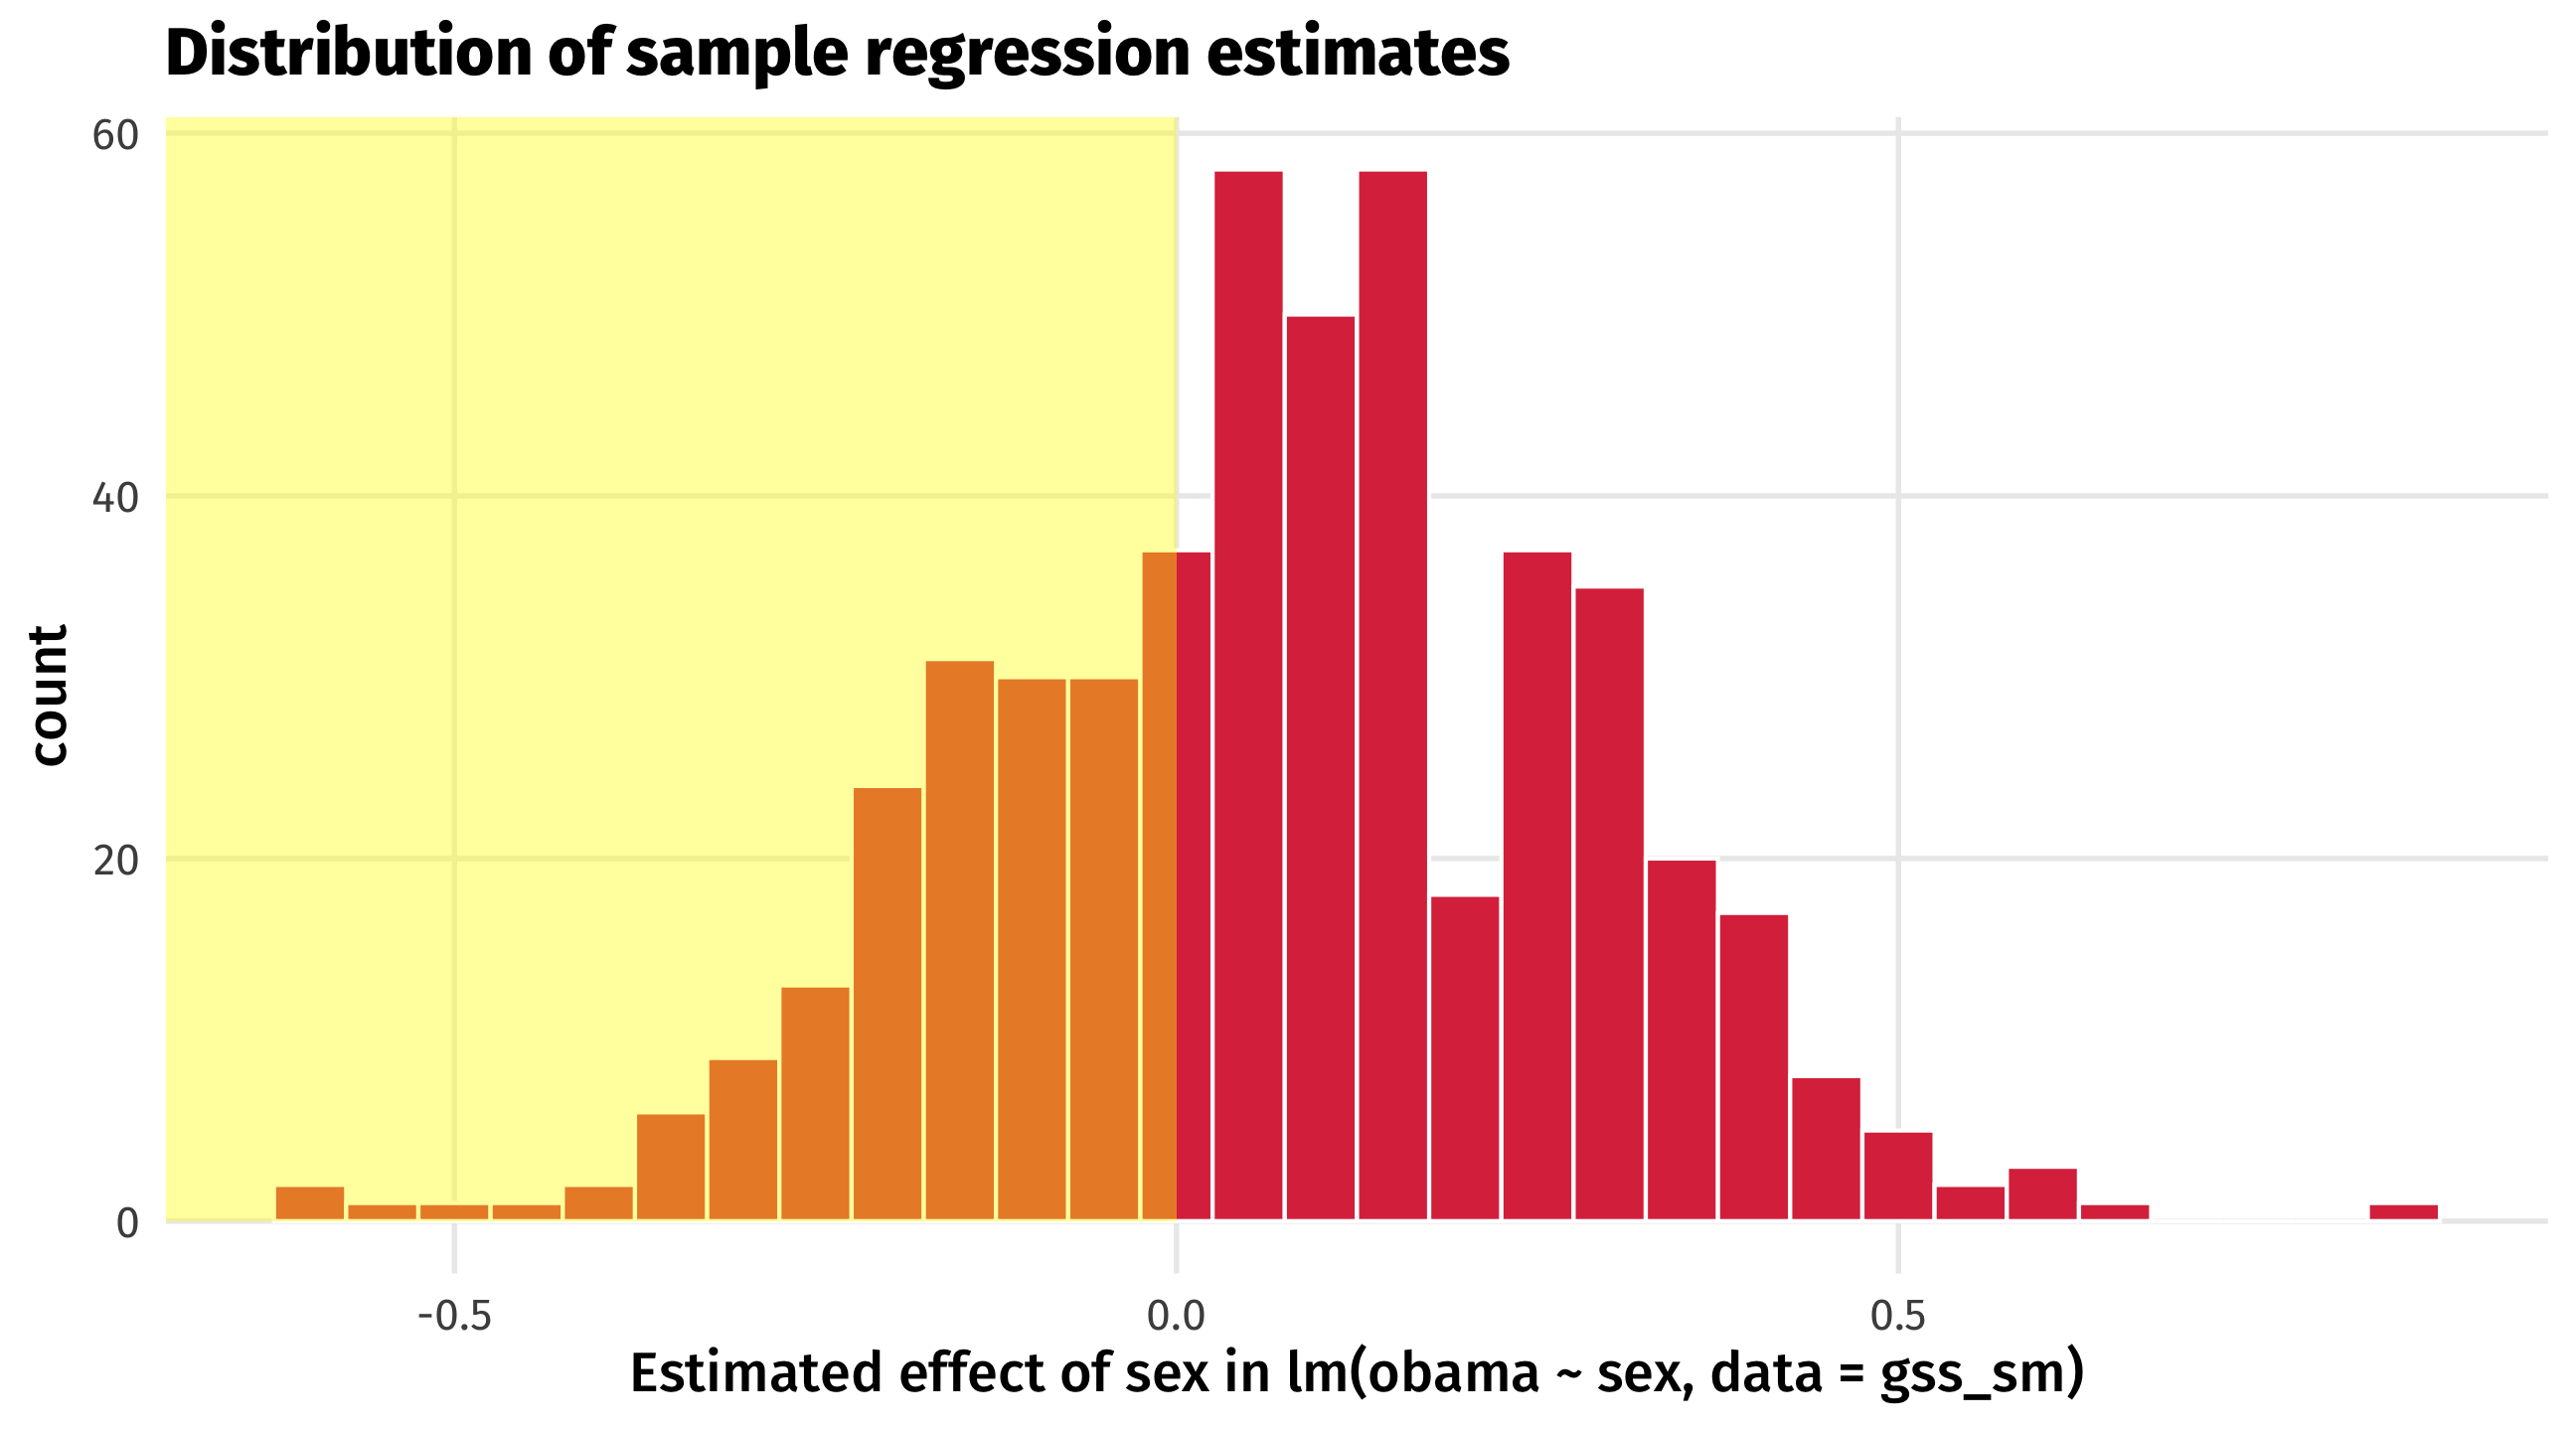 Distribution of sample regression estimates
60
40
20
0
count
-0.5
0.0
0.5
Estimated effect of sex in lm(obama ~ sex, data = gss_sm)